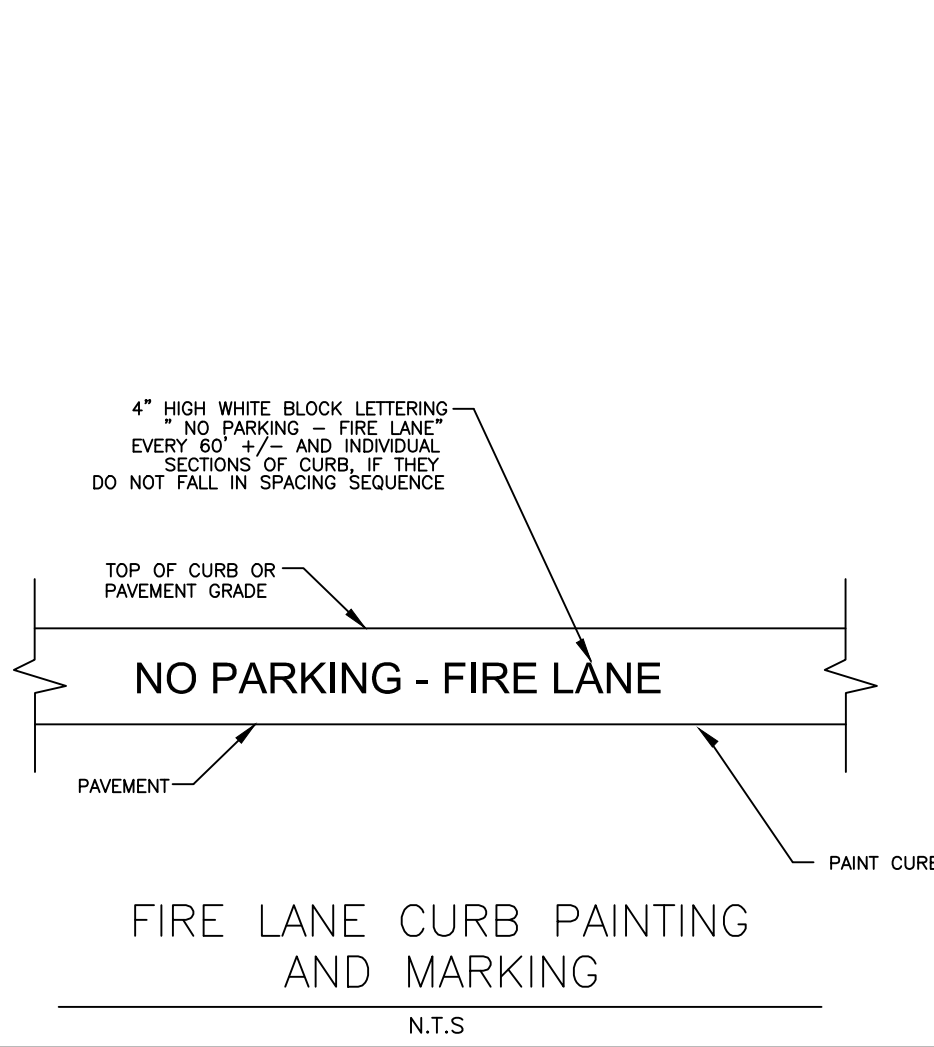 4" HIGH WHITE BLOCK LETTERING
" NO PARKING – FIRE LANE"
EVERY 60' +/– AND INDIVIDUAL
SECTIONS OF CURB, IF THEY
DO NOT FALL IN SPACING SEQUENCE
TOP OF CURB OR
PAVEMENT GRADE
NO PARKING - FIRE LANE
PAVEMENT
PAINT CURB
FIRE LANE CURB PAINTING
AND MARKING
N.T.S